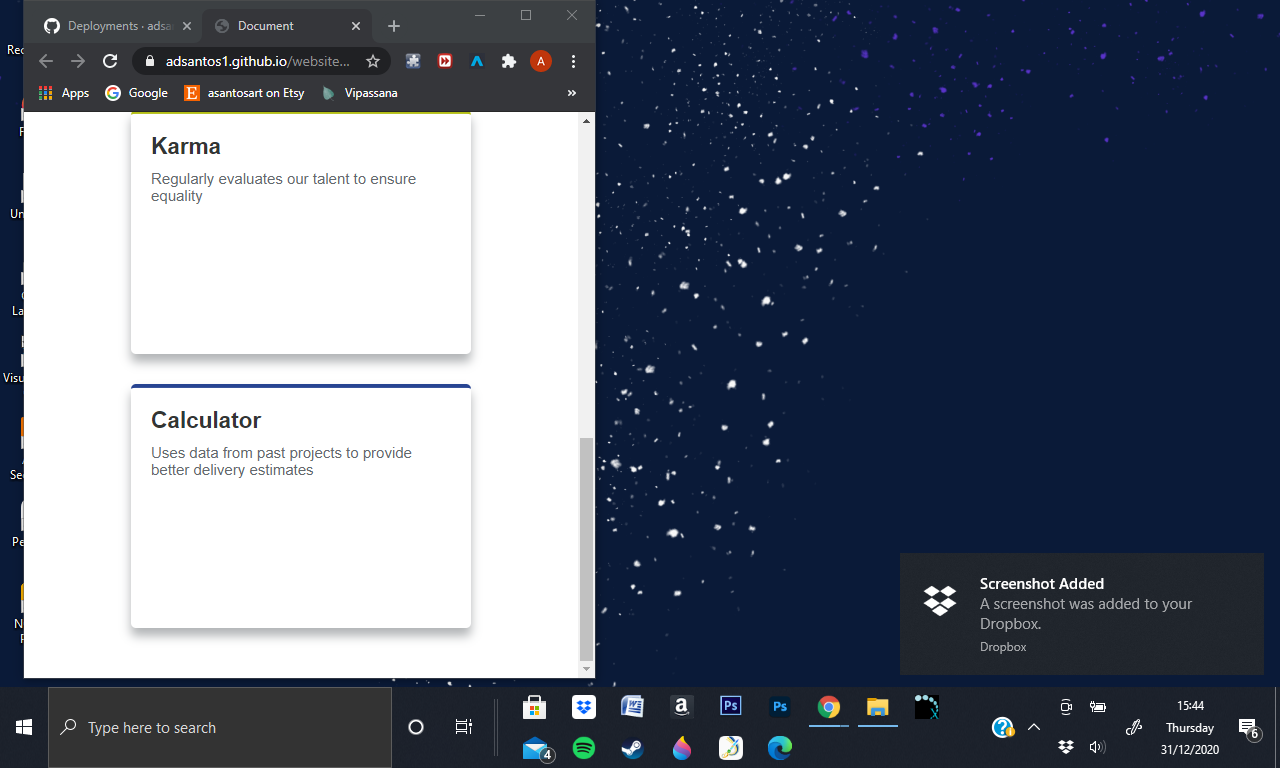 Deployments · adsa
Document
adsantos1.github.io/website...
A
Apps
Google
asantosart on Etsy
Vipassana
»
Karma
Regularly evaluates our talent to ensure
equality
Calculator
Uses data from past projects to provide
better delivery estimates
Rec
Un
La
Visu
Se
Pe
N
Screenshot Added
A screenshot was added to your
Dropbox.
Dropbox
Type here to search
Ps
Ps
4
15:44
Thursday
31/12/2020
6